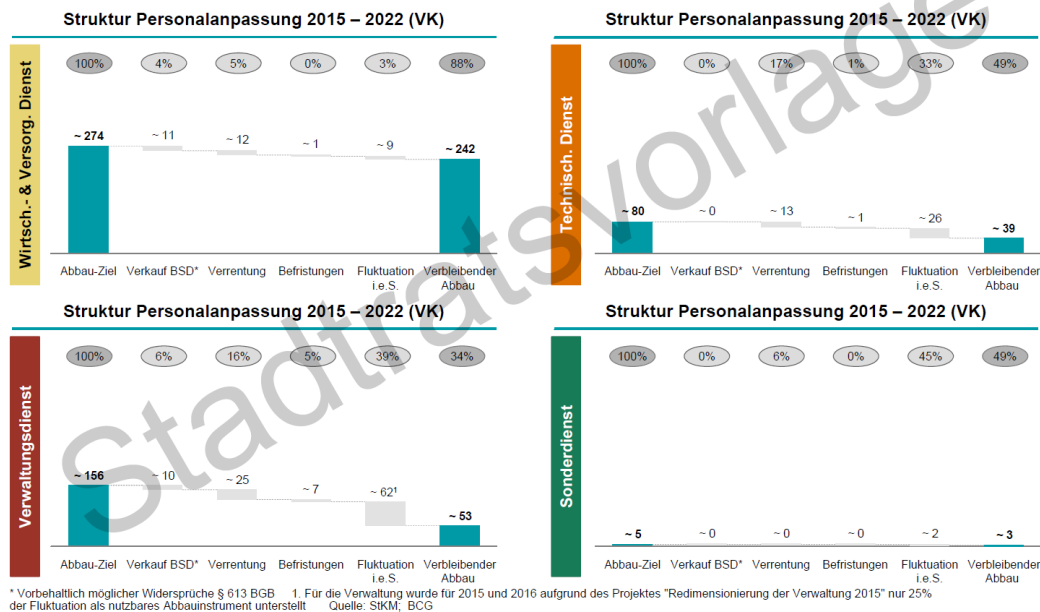 Struktur Personalanpassung 2015 – 2022 (VK)
Wirtsch.- & Versorg. Dienst
100% 4% 5% 0% 3% 88%
~ 274 ~ 11 ~ 12 ~ 1 ~ 9 ~ 242
Abbau-Ziel Verkauf BSD* Verrentung Befristungen Fluktuation i.e.S. Verbleibender Abbau
Struktur Personalanpassung 2015 – 2022 (VK)
Technisch. Dienst
100% 0% 17% 1% 33% 49%
~ 80 ~ 0 ~ 13 ~ 1 ~ 26 ~ 39
Abbau-Ziel Verkauf BSD* Verrentung Befristungen Fluktuation i.e.S. Verbleibender Abbau
Struktur Personalanpassung 2015 – 2022 (VK)
Verwaltungsdienst
100% 6% 16% 5% 39% 34%
~ 156 ~ 10 ~ 25 ~ 7 ~ 62¹ ~ 53
Abbau-Ziel Verkauf BSD* Verrentung Befristungen Fluktuation i.e.S. Verbleibender Abbau
Struktur Personalanpassung 2015 – 2022 (VK)
Sonderdienst
100% 0% 6% 0% 45% 49%
~ 5 ~ 0 ~ 0 ~ 0 ~ 2 ~ 3
Abbau-Ziel Verkauf BSD* Verrentung Befristungen Fluktuation i.e.S. Verbleibender Abbau
* Vorbehaltlich möglicher Widersprüche § 613 BGB 1. Für die Verwaltung wurde für 2015 und 2016 aufgrund des Projektes "Redimensionierung der Verwaltung 2015" nur 25%
der Fluktuation als nutzbares Abbauinstrument unterstellt Quelle: StKM; BCG
Stadtratsvorlage